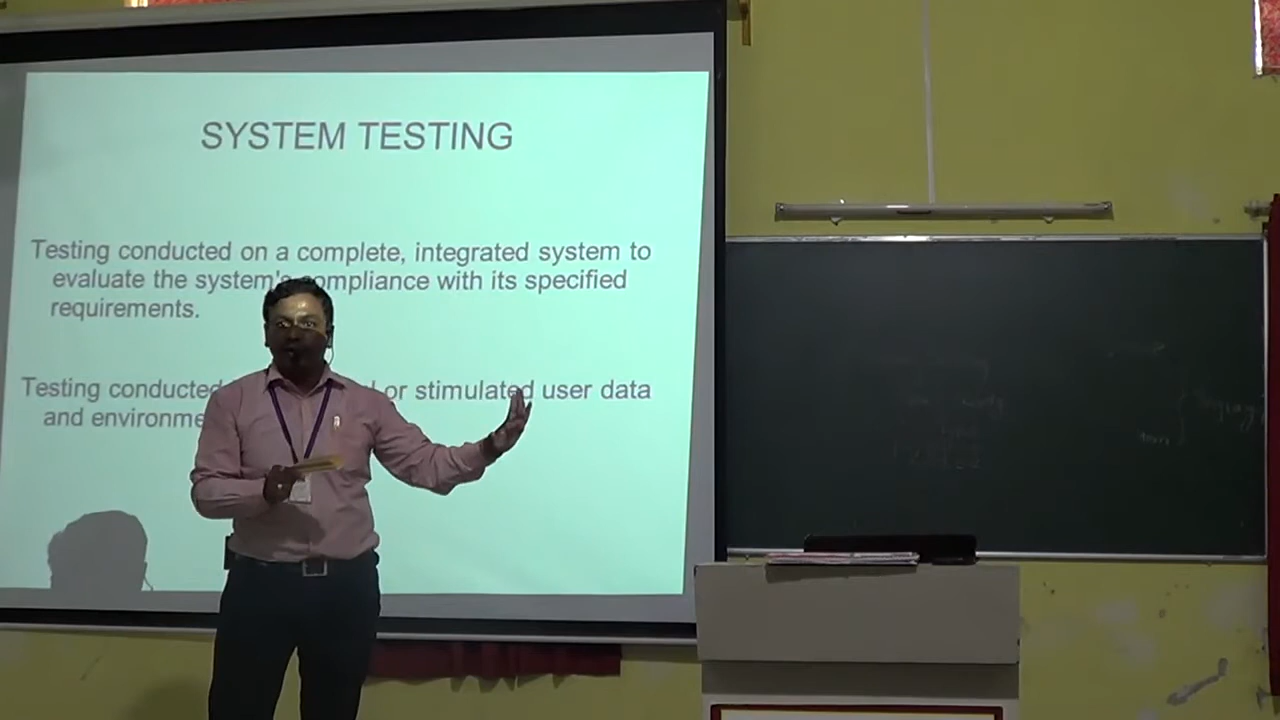 SYSTEM TESTING
Testing conducted on a complete, integrated system to
evaluate the system's compliance with its specified
requirements.
Testing conducted or stimulated user data
and